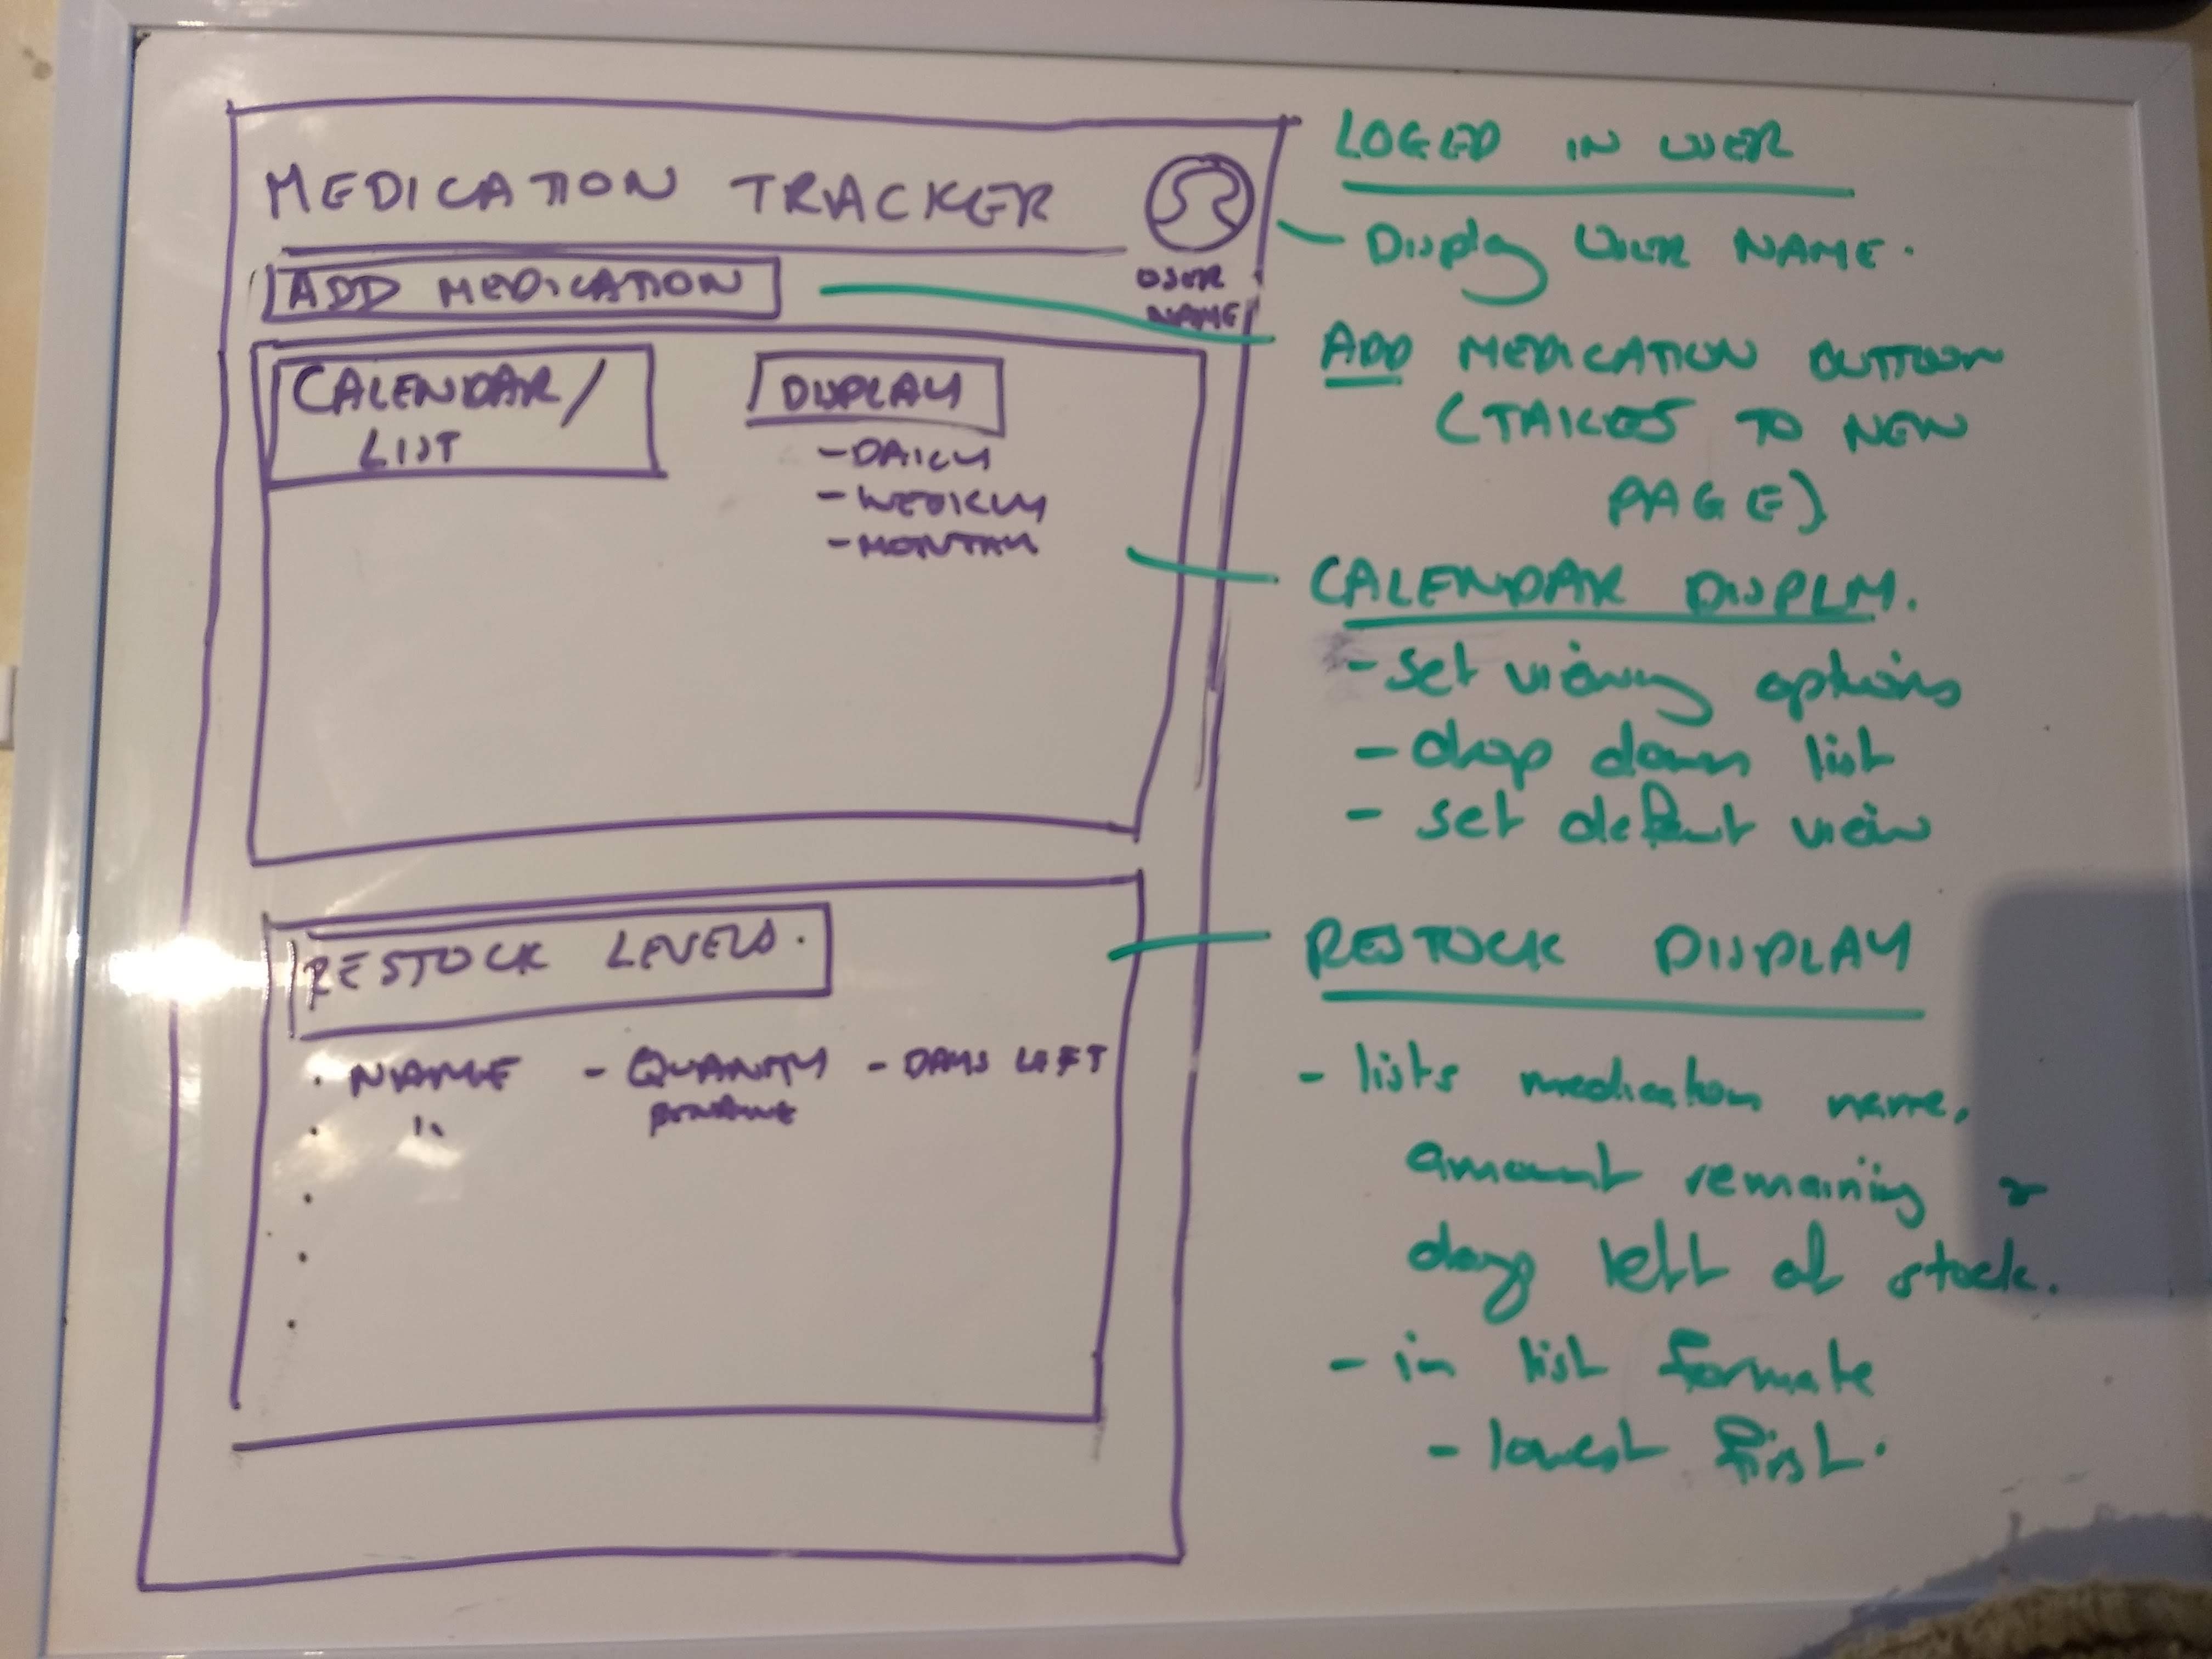 MEDICATION TRACKER
USER
NAME
ADD MEDICATION
CALENDAR/
LIST
DISPLAY
- DAILY
- WEEKLY
- MONTHLY
RESTOCK LEVELS.
. NAME - QUANTITY - DAYS LEFT
. "
.
.
.
LOGED IN USER
- Display USER NAME.
ADD MEDICATION BUTTON
(TAKES TO NEW
PAGE)
CALENDAR DISPLAY.
- set viewing options
- drop down list
- set default view
RESTOCK DISPLAY
- lists medication name,
amount remaining &
days left of stock.
- in list formate
- lowest first.